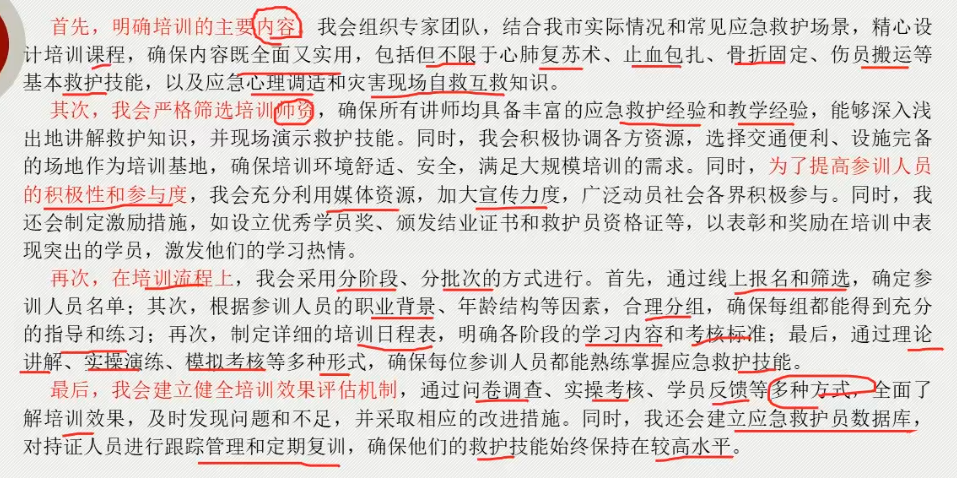 首先，明确培训的主要内容，我会组织专家团队，结合我市实际情况和常见应急救护场景，精心设
计培训课程，确保内容既全面又实用，包括但不限于心肺复苏术、止血包扎、骨折固定、伤员搬运等
基本救护技能，以及应急心理调适和灾害现场自救互救知识。
其次，我会严格筛选培训师资，确保所有讲师均具备丰富的应急救护经验和教学经验，能够深入浅
出地讲解救护知识，并现场演示救护技能。同时，我会积极协调各方资源，选择交通便利、设施完备
的场地作为培训基地，确保培训环境舒适、安全，满足大规模培训的需求。同时，为了提高参训人员
的积极性和参与度，我会充分利用媒体资源，加大宣传力度，广泛动员社会各界积极参与。同时，我
还会制定激励措施，如设立优秀学员奖、颁发结业证书和救护员资格证等，以表彰和奖励在培训中表
现突出的学员，激发他们的学习热情。
再次，在培训流程上，我会采用分阶段、分批次的方式进行。首先，通过线上报名和筛选，确定参
训人员名单；其次，根据参训人员的职业背景、年龄结构等因素，合理分组，确保每组都能得到充分
的指导和练习；再次，制定详细的培训日程表，明确各阶段的学习内容和考核标准；最后，通过理论
讲解、实操演练、模拟考核等多种形式，确保每位参训人员都能熟练掌握应急救护技能。
最后，我会建立健全培训效果评估机制，通过问卷调查、实操考核、学员反馈等多种方式，全面了
解培训效果，及时发现问题和不足，并采取相应的改进措施。同时，我还会建立应急救护员数据库，
对持证人员进行跟踪管理和定期复训，确保他们的救护技能始终保持在较高水平。